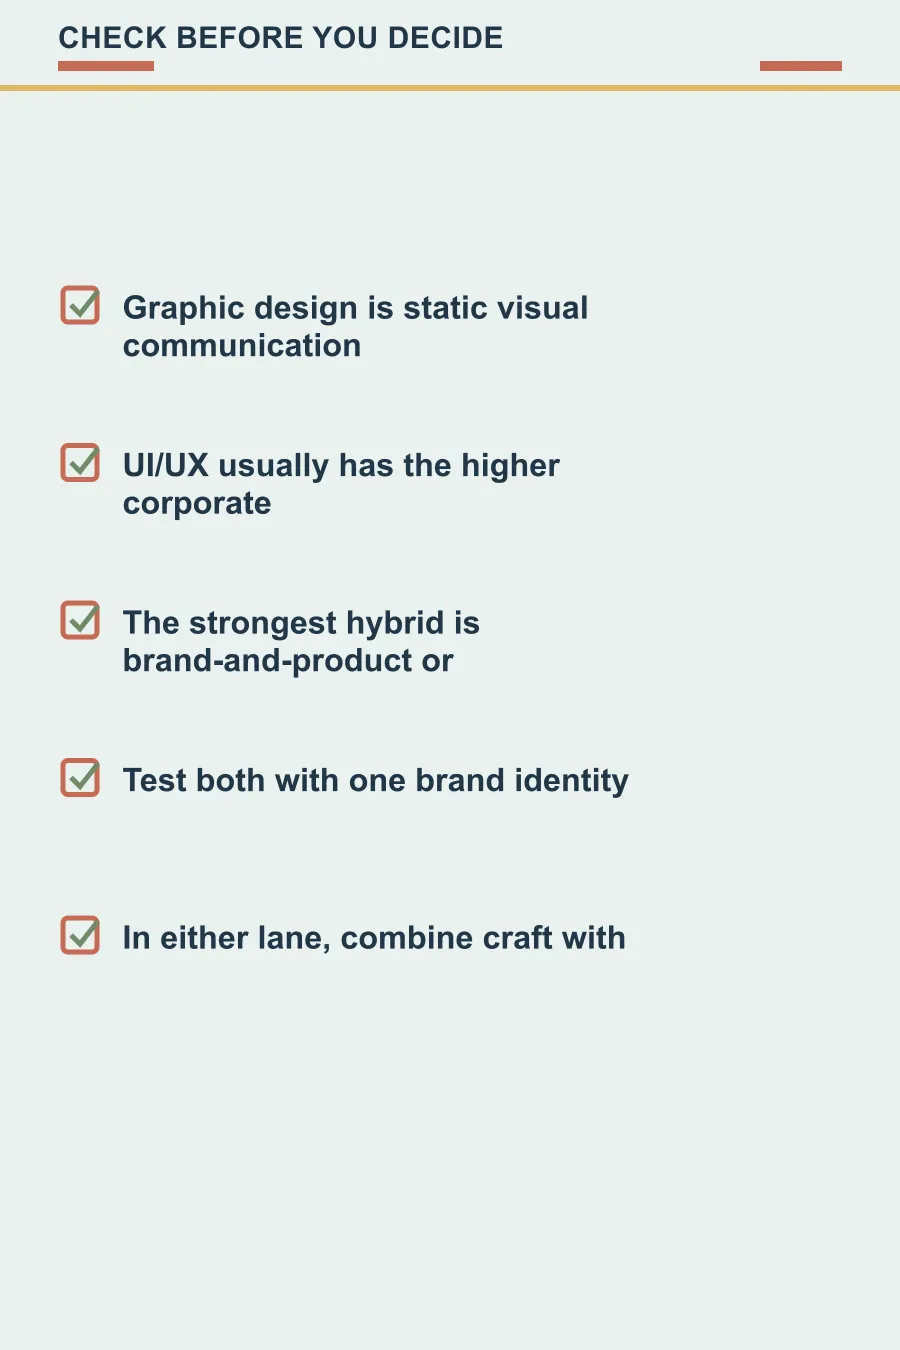 CHECK BEFORE YOU DECIDE
Graphic design is static visual
communication
UI/UX usually has the higher
corporate
The strongest hybrid is
brand-and-product or
Test both with one brand identity
In either lane, combine craft with